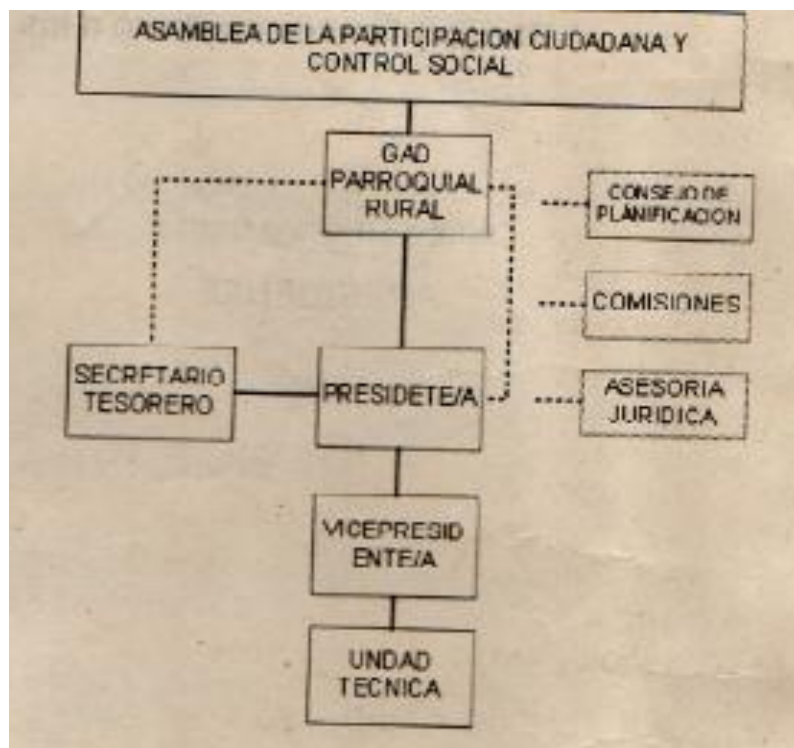 ASAMBLEA DE LA PARTICIPACION CIUDADANA Y
CONTROL SOCIAL
GAD
PARROQUIAL
RURAL
CONSEJO DE
PLANIFICACION
COMISIONES
SECRETARIO
TESORERO
PRESIDETE/A
ASESORIA
JURIDICA
VICEPRESID
ENTE/A
UNDAD
TECNICA